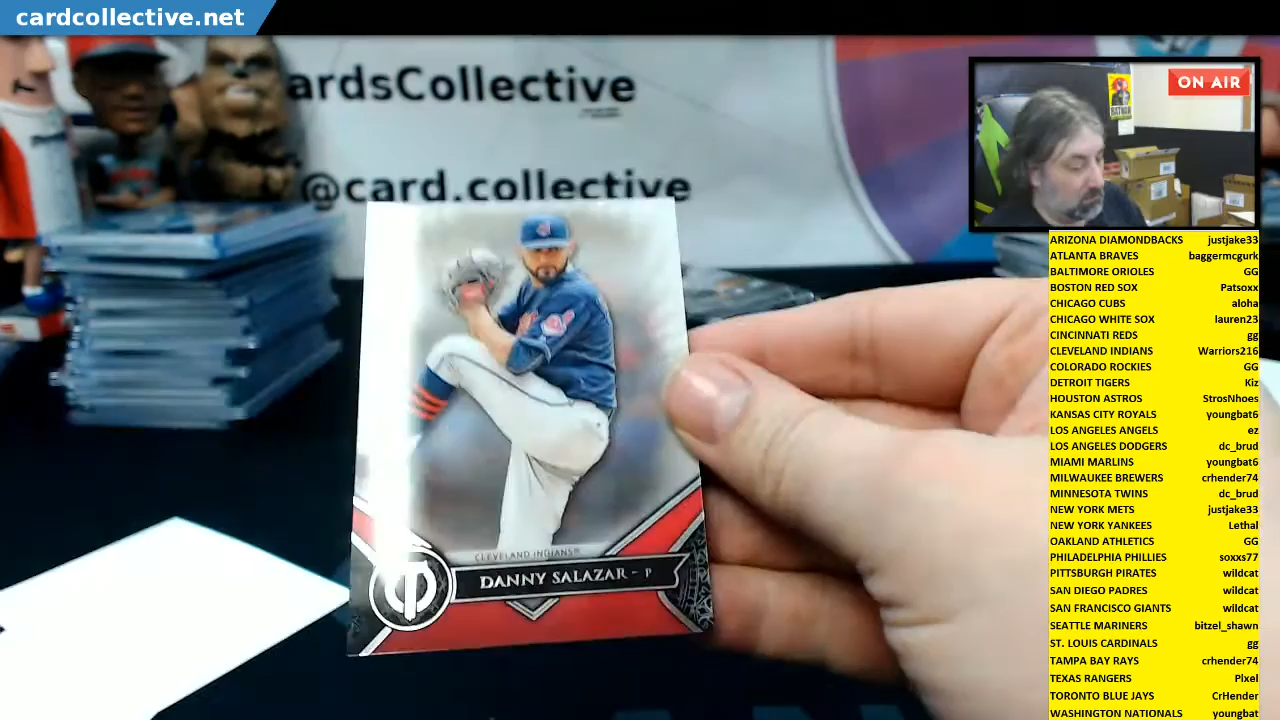 cardcollective.net
ardsCollective
@card.collective
ON AIR
CLEVELAND INDIANS®
DANNY SALAZAR - P
ARIZONA DIAMONDBACKS justjake33
ATLANTA BRAVES baggermcgurk
BALTIMORE ORIOLES GG
BOSTON RED SOX Patsoxx
CHICAGO CUBS aloha
CHICAGO WHITE SOX lauren23
CINCINNATI REDS gg
CLEVELAND INDIANS Warriors216
COLORADO ROCKIES GG
DETROIT TIGERS Kiz
HOUSTON ASTROS StrosNhoes
KANSAS CITY ROYALS youngbat6
LOS ANGELES ANGELS ez
LOS ANGELES DODGERS dc_brud
MIAMI MARLINS youngbat6
MILWAUKEE BREWERS crhender74
MINNESOTA TWINS dc_brud
NEW YORK METS justjake33
NEW YORK YANKEES Lethal
OAKLAND ATHLETICS GG
PHILADELPHIA PHILLIES soxxs77
PITTSBURGH PIRATES wildcat
SAN DIEGO PADRES wildcat
SAN FRANCISCO GIANTS wildcat
SEATTLE MARINERS bitzel_shawn
ST. LOUIS CARDINALS gg
TAMPA BAY RAYS crhender74
TEXAS RANGERS
TORONTO BLUE JAYS CrHender
WASHINGTON NATIONALS youngbat